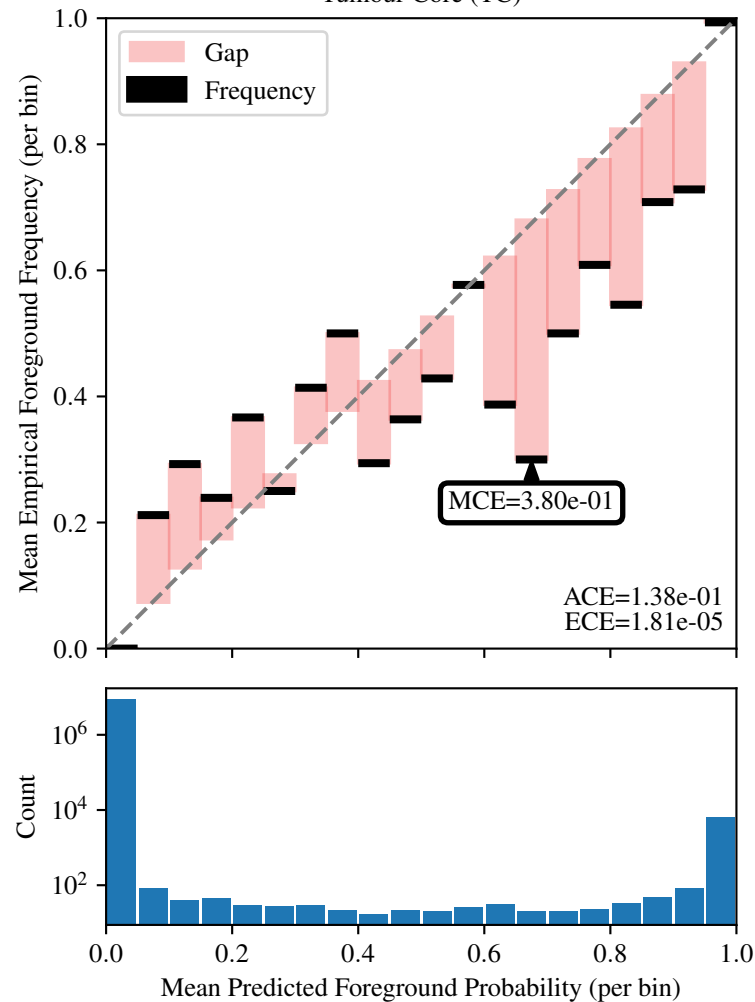 Tumour Core (TC)
1.0
0.8
0.6
0.4
0.2
0.0
Mean Empirical Foreground Frequency (per bin)
Gap
Frequency
MCE=3.80e-01
ACE=1.38e-01
ECE=1.81e-05
10^6
10^4
10^2
Count
0.0 0.2 0.4 0.6 0.8 1.0
Mean Predicted Foreground Probability (per bin)